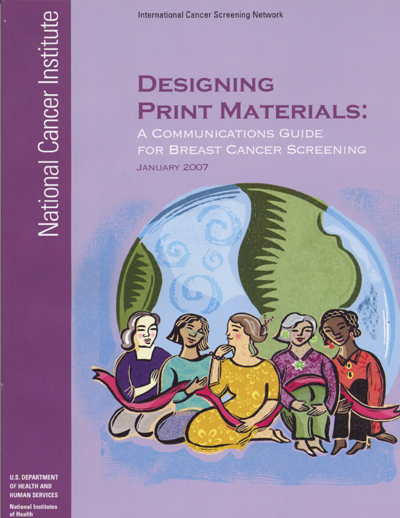 International Cancer Screening Network
National Cancer Institute
DESIGNING
PRINT MATERIALS:
A COMMUNICATIONS GUIDE
FOR BREAST CANCER SCREENING
JANUARY 2007
U.S. DEPARTMENT
OF HEALTH AND
HUMAN SERVICES
National Institutes
of Health